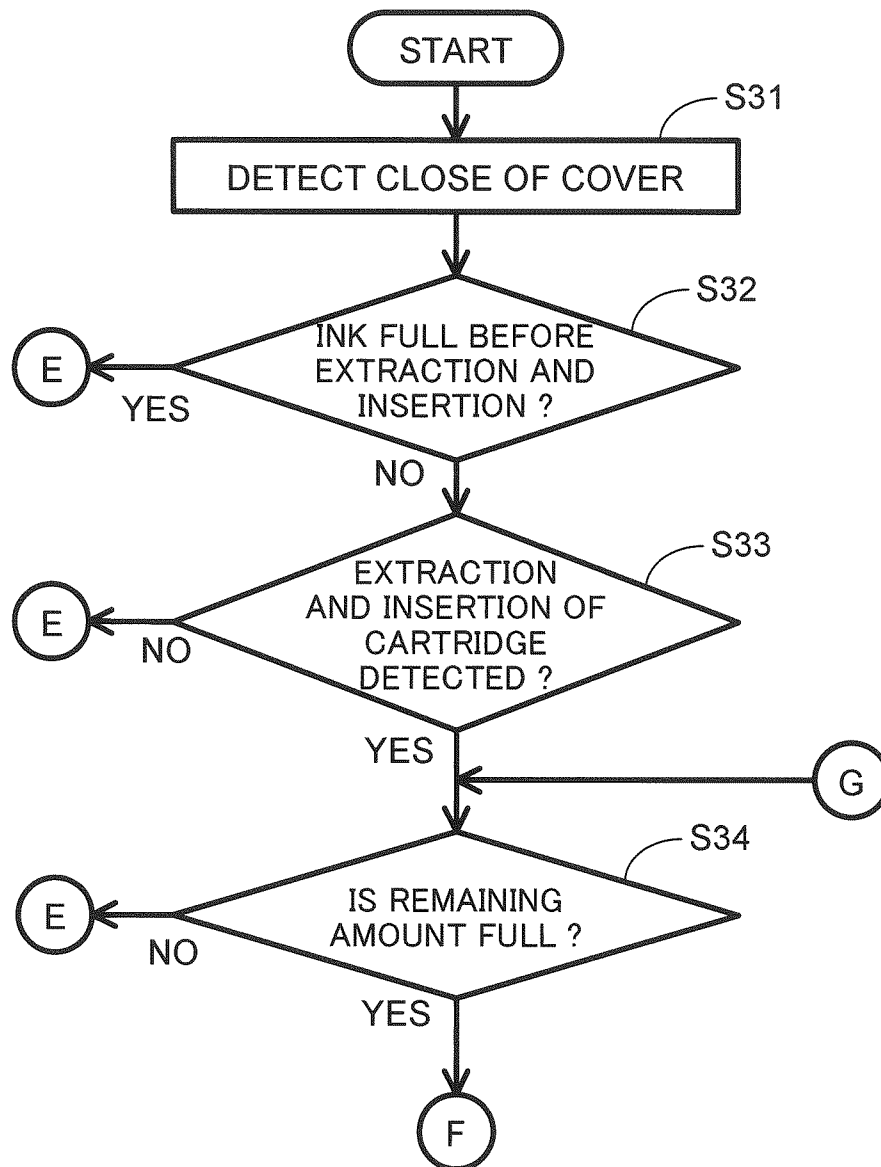 START
S31
DETECT CLOSE OF COVER
S32
INK FULL BEFORE
EXTRACTION AND
INSERTION ?
E
YES
NO
S33
EXTRACTION
AND INSERTION OF
CARTRIDGE
DETECTED ?
E
NO
YES
G
S34
IS REMAINING
AMOUNT FULL ?
E
NO
YES
F